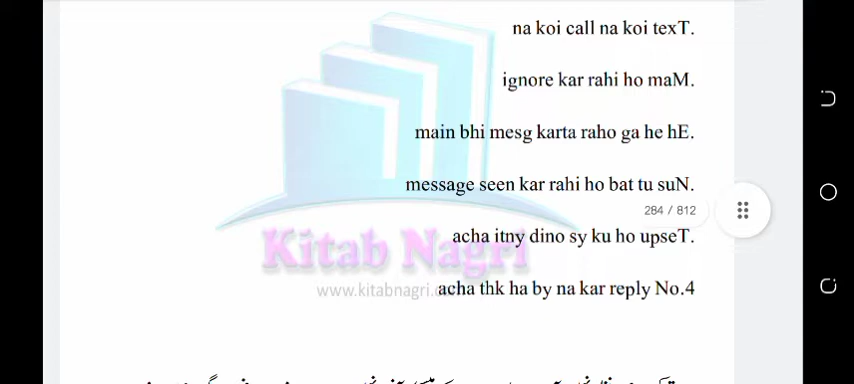 na koi call na koi texT.
ignore kar rahi ho maM.
main bhi mesg karta raho ga he hE.
message seen kar rahi ho bat tu suN.
284 / 812
acha itny dino sy ku ho upseT.
Kitab Nagri
www.kitabnagri.
acha thk ha by na kar reply No.4